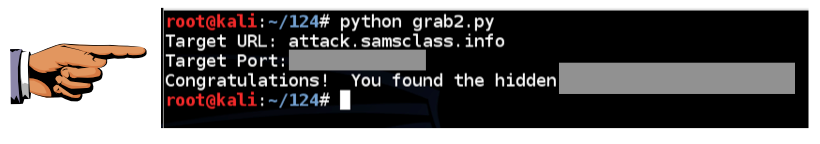 root@kali:~/124# python grab2.py
Target URL: attack.samsclass.info
Target Port:
Congratulations!  You found the hidden
root@kali:~/124#